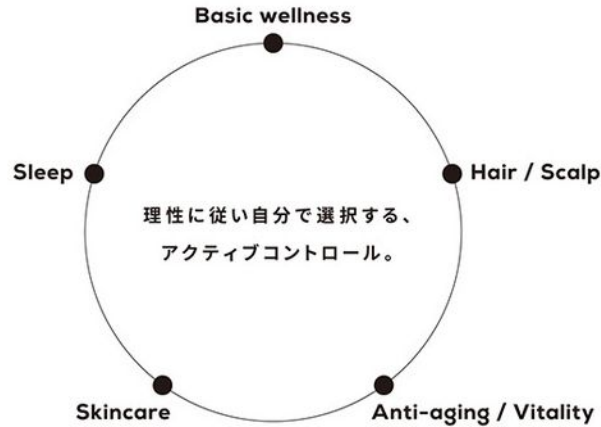 Basic wellness
Sleep
Hair / Scalp
理性に従い自分で選択する、
アクティブコントロール。
Skincare
Anti-aging / Vitality